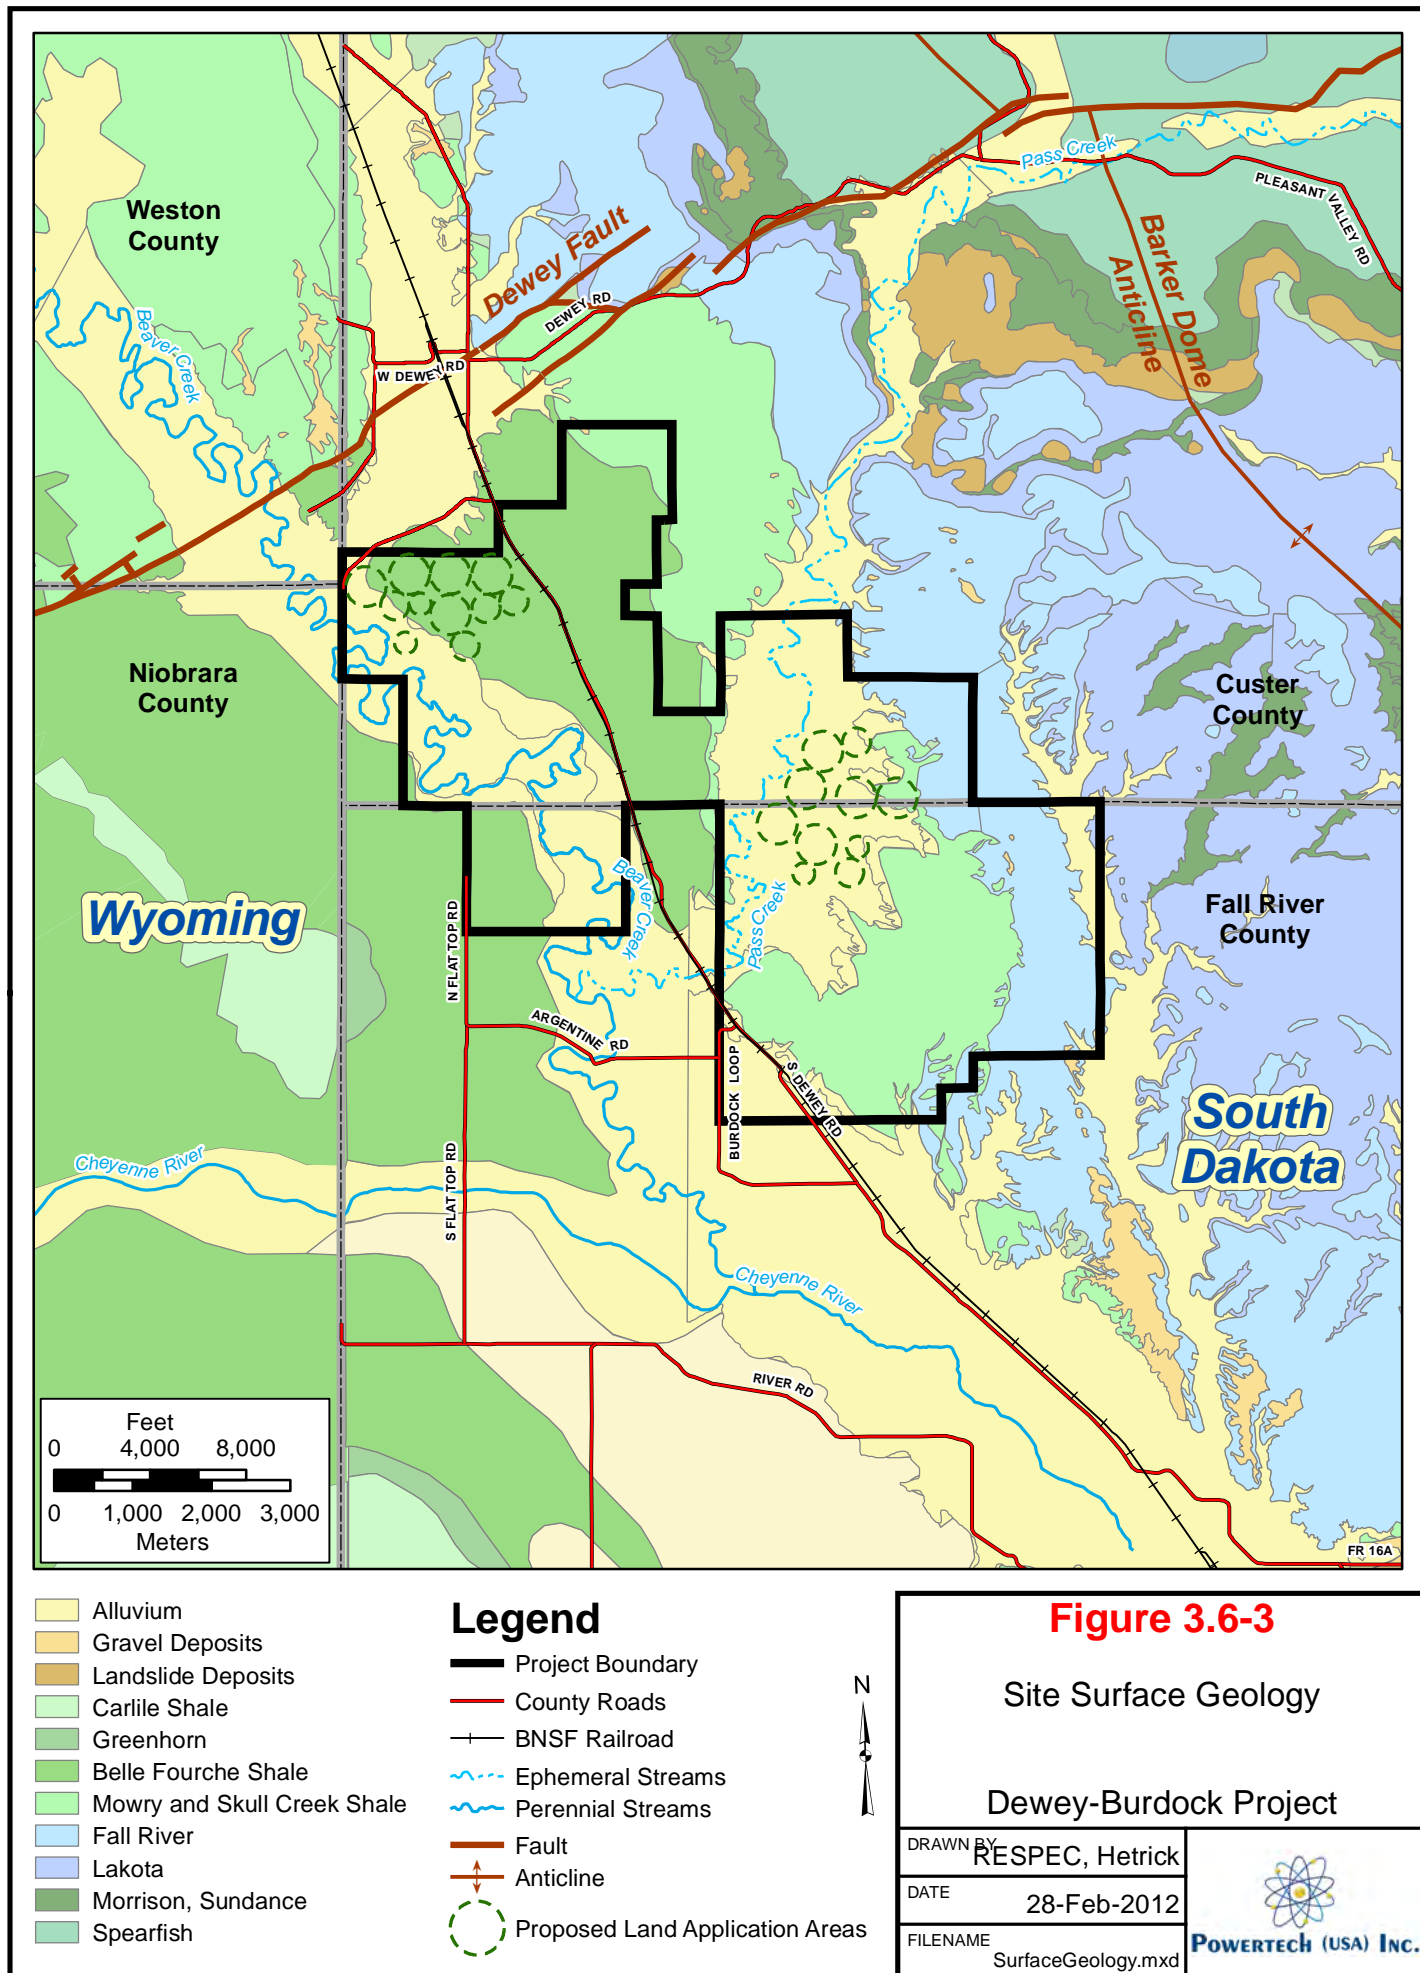 Weston
County
Beaver Creek
Dewey Fault
DEWEY RD
W DEWEY RD
Pass Creek
PLEASANT VALLEY RD
Barker Dome
Anticline
Niobrara
County
Custer
County
Wyoming
N FLAT TOP RD
Beaver Creek
Pass Creek
Fall River
County
ARGENTINE RD
BURDOCK LOOP
S DEWEY RD
South
Dakota
Cheyenne River
S FLAT TOP RD
Cheyenne River
RIVER RD
FR 16A
Feet
0 4,000 8,000
0 1,000 2,000 3,000
Meters
Alluvium
Gravel Deposits
Landslide Deposits
Carlile Shale
Greenhorn
Belle Fourche Shale
Mowry and Skull Creek Shale
Fall River
Lakota
Morrison, Sundance
Spearfish
Legend
Project Boundary
County Roads
BNSF Railroad
Ephemeral Streams
Perennial Streams
Fault
Anticline
Proposed Land Application Areas
N
Figure 3.6-3
Site Surface Geology
Dewey-Burdock Project
DRAWN BY RESPEC, Hetrick
DATE 28-Feb-2012
FILENAME SurfaceGeology.mxd
POWERTECH (USA) INC.